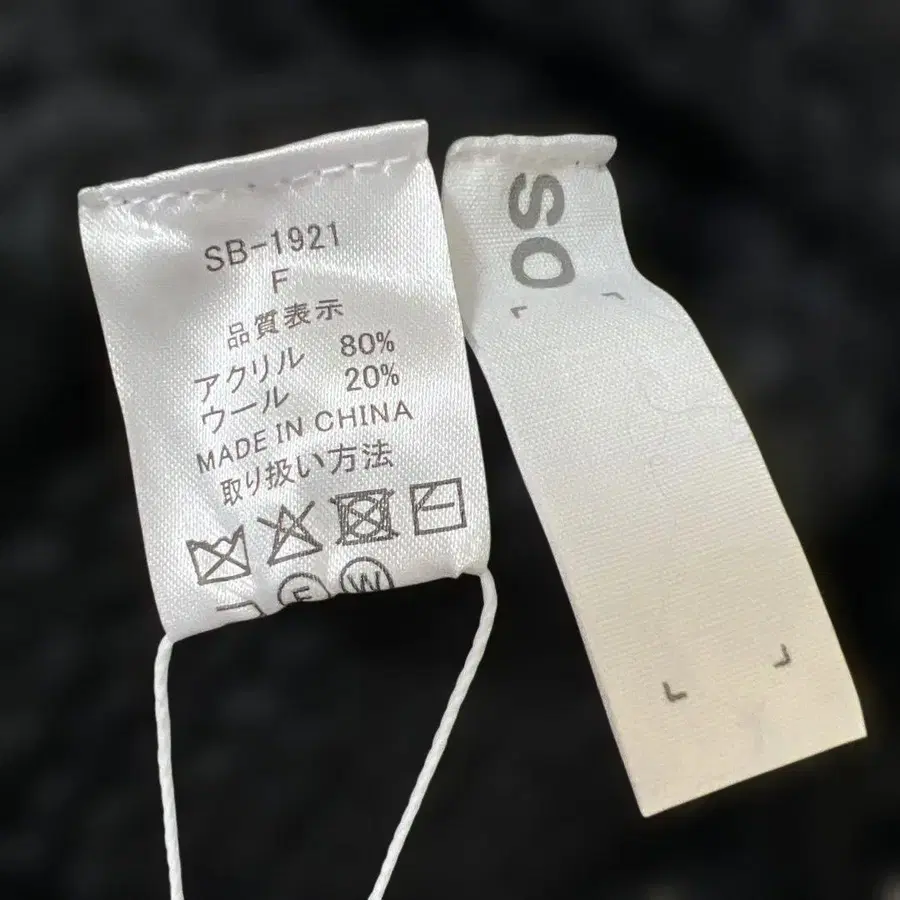 SB-1921
F
品質表示
アクリル 80%
ウール 20%
MADE IN CHINA
取り扱い方法
F W
SO